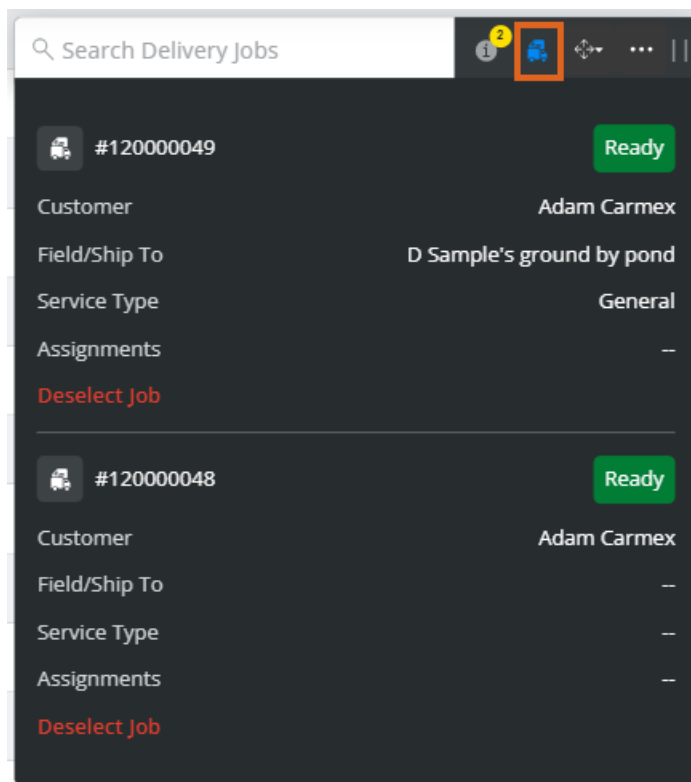 Search Delivery Jobs
2
#120000049 Ready
Customer Adam Carmex
Field/Ship To D Sample's ground by pond
Service Type General
Assignments --
Deselect Job
#120000048 Ready
Customer Adam Carmex
Field/Ship To --
Service Type --
Assignments --
Deselect Job